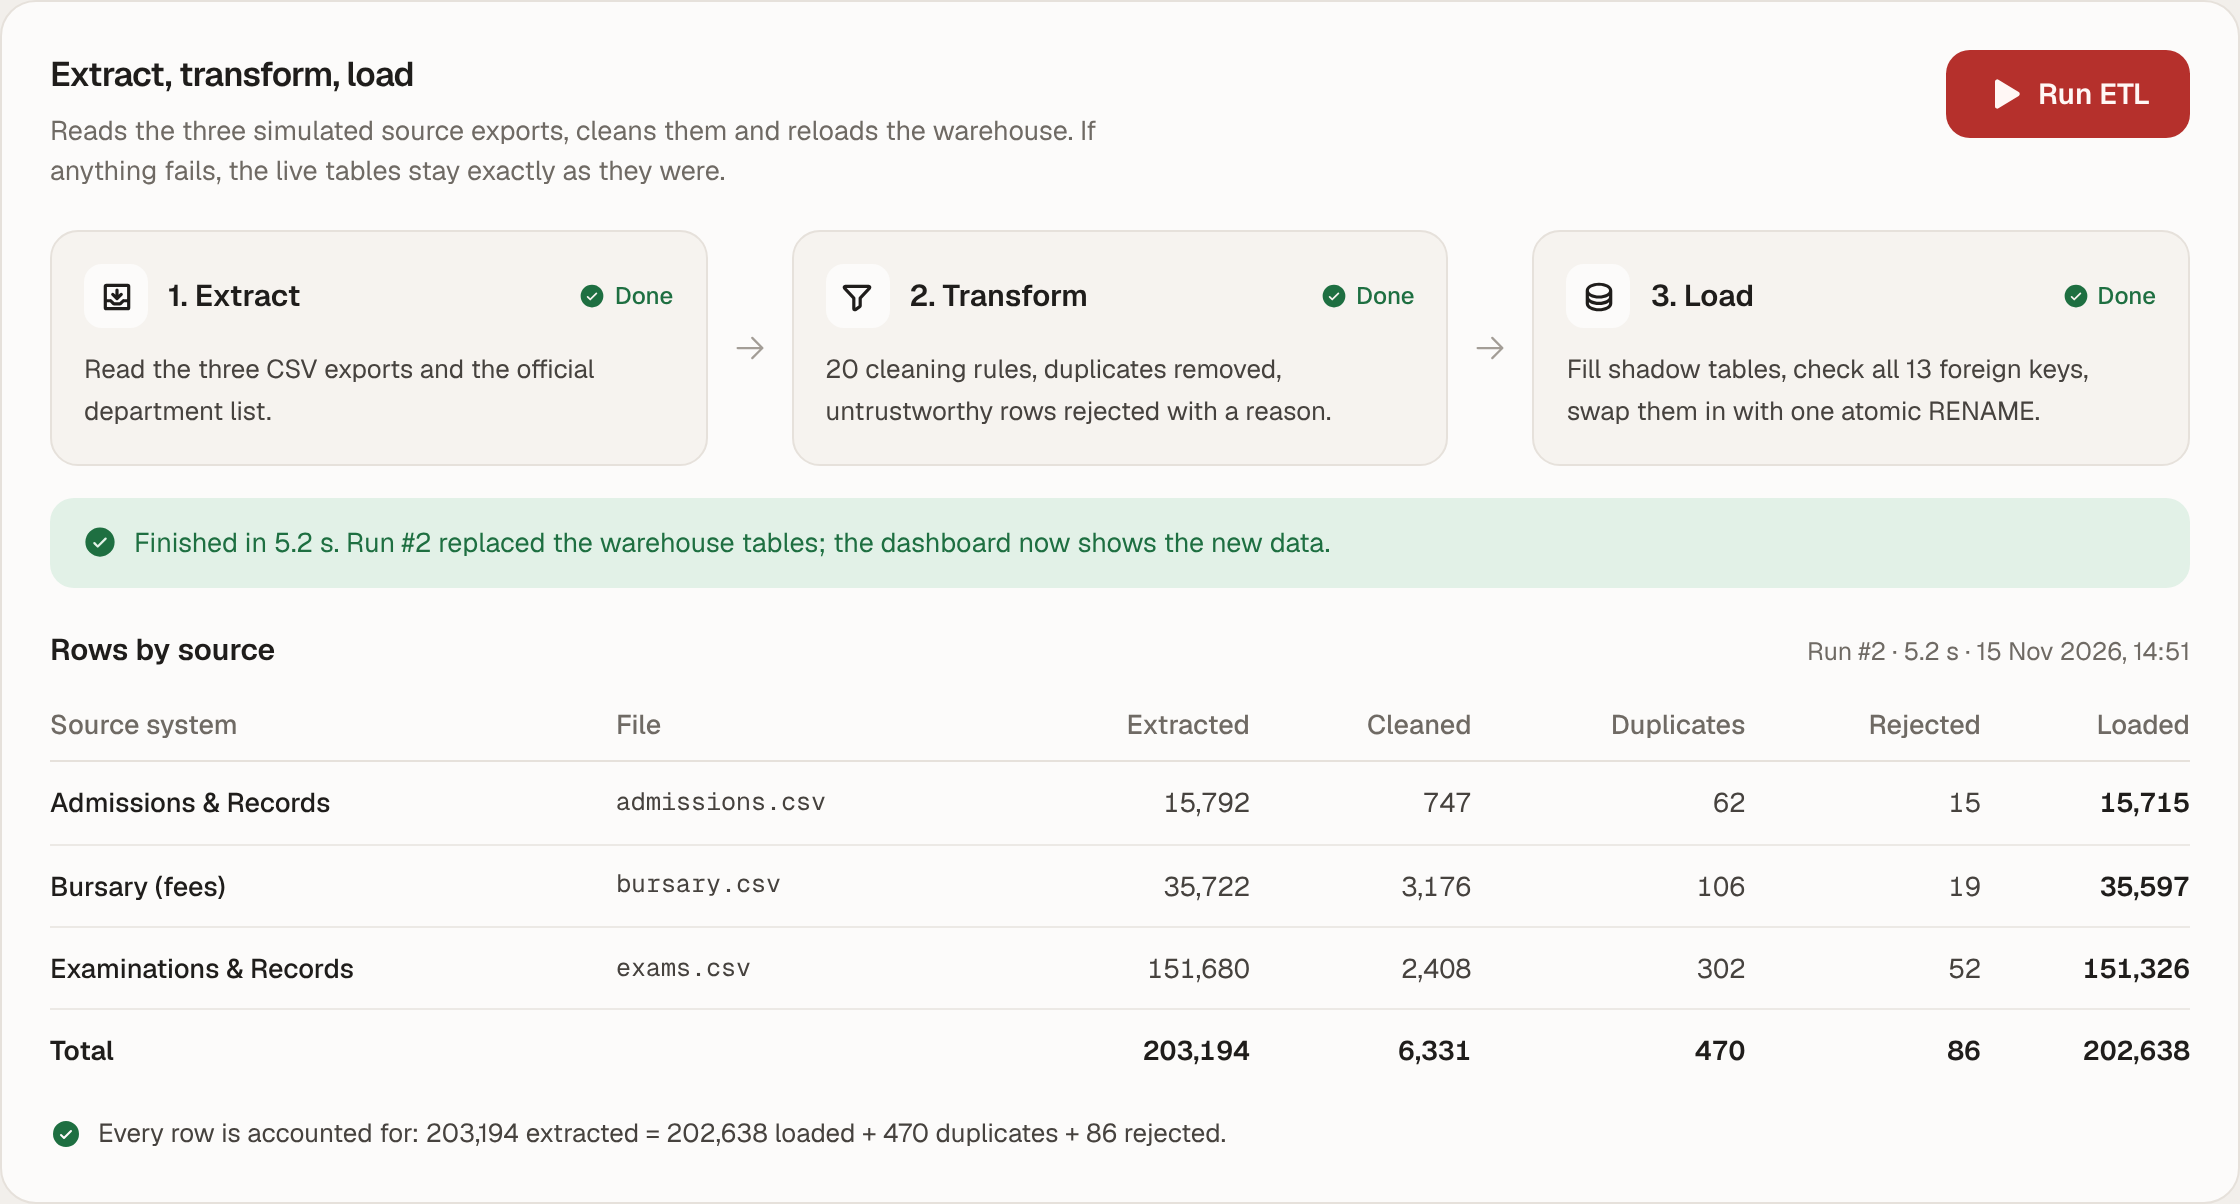 Extract, transform, load
Run ETL
Reads the three simulated source exports, cleans them and reloads the warehouse. If
anything fails, the live tables stay exactly as they were.
1. Extract
Done
Read the three CSV exports and the official
department list.
2. Transform
Done
20 cleaning rules, duplicates removed,
untrustworthy rows rejected with a reason.
3. Load
Done
Fill shadow tables, check all 13 foreign keys,
swap them in with one atomic RENAME.
Finished in 5.2 s. Run #2 replaced the warehouse tables; the dashboard now shows the new data.
Rows by source
Run #2 · 5.2 s · 15 Nov 2026, 14:51
Source system File Extracted Cleaned Duplicates Rejected Loaded
Admissions & Records admissions.csv 15,792 747 62 15 15,715
Bursary (fees) bursary.csv 35,722 3,176 106 19 35,597
Examinations & Records exams.csv 151,680 2,408 302 52 151,326
Total 203,194 6,331 470 86 202,638
Every row is accounted for: 203,194 extracted = 202,638 loaded + 470 duplicates + 86 rejected.